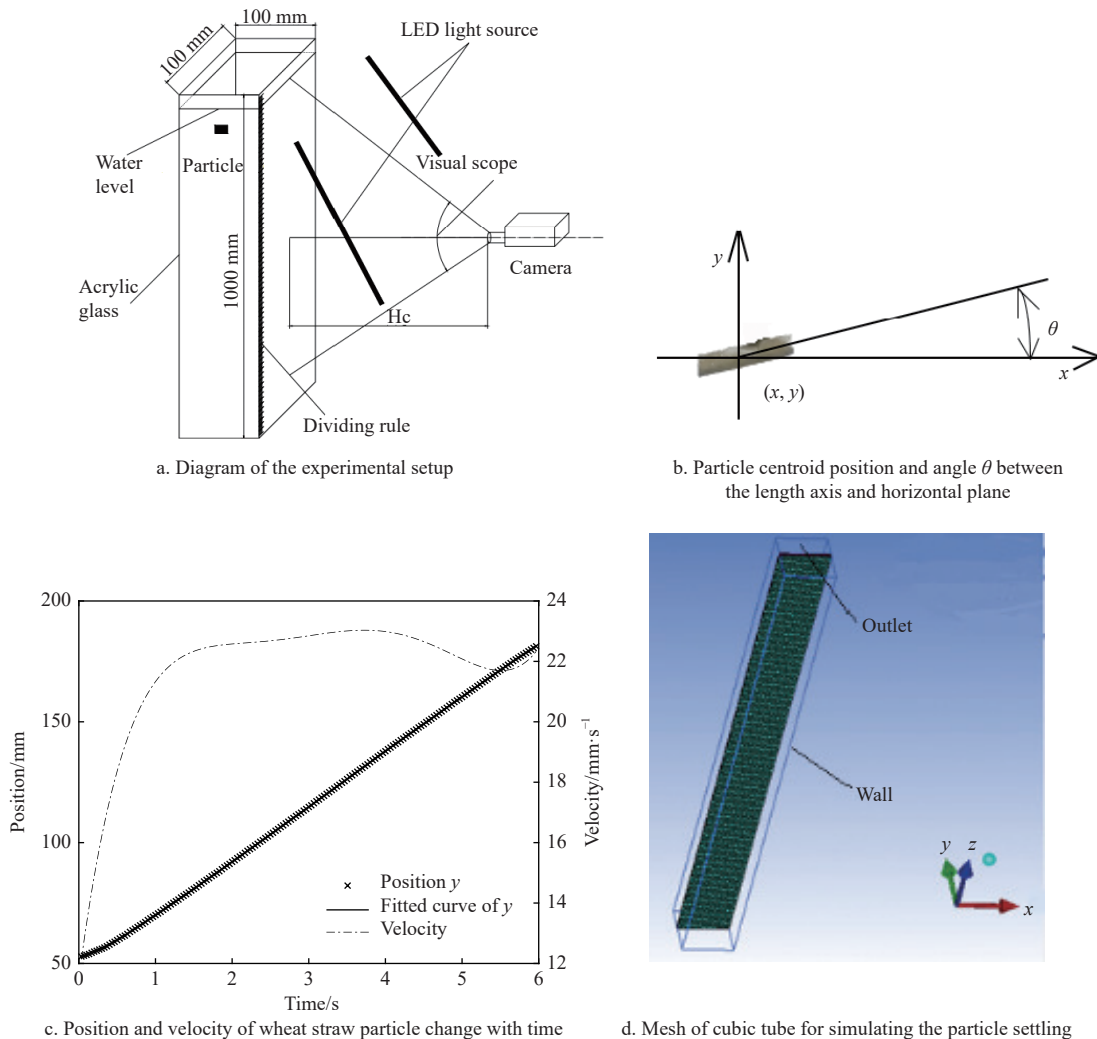 100 mm
100 mm
LED light source
Water
level
Particle
Visual scope
1000 mm
Camera
Acrylic
glass
Hc
Dividing rule
a. Diagram of the experimental setup
y
θ
x
(x, y)
b. Particle centroid position and angle θ between
the length axis and horizontal plane
200
150
100
50
Position/mm
24
22
20
18
16
14
12
Velocity/mm·s⁻¹
Position y
Fitted curve of y
Velocity
0 1 2 3 4 5 6
Time/s
c. Position and velocity of wheat straw particle change with time
Outlet
Wall
y
z
x
d. Mesh of cubic tube for simulating the particle settling